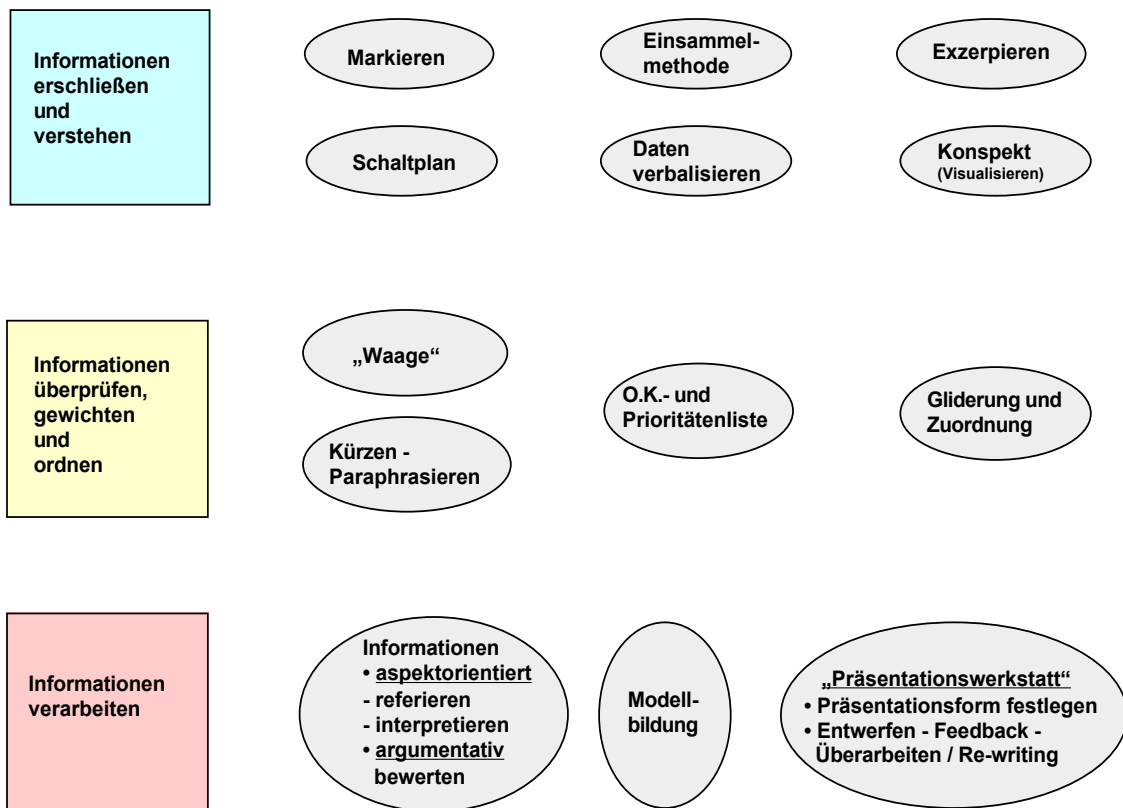 Informationen
erschließen
und
verstehen
Markieren
Einsammel-
methode
Exzerpieren
Schaltplan
Daten
verbalisieren
Konspekt
(Visualisieren)
Informationen
überprüfen,
gewichten
und
ordnen
„Waage“
Kürzen -
Paraphrasieren
O.K.- und
Prioritätenliste
Gliderung und
Zuordnung
Informationen
verarbeiten
Informationen
• aspektorientiert
- referieren
- interpretieren
• argumentativ
bewerten
Modell-
bildung
„Präsentationswerkstatt“
• Präsentationsform festlegen
• Entwerfen - Feedback -
Überarbeiten / Re-writing